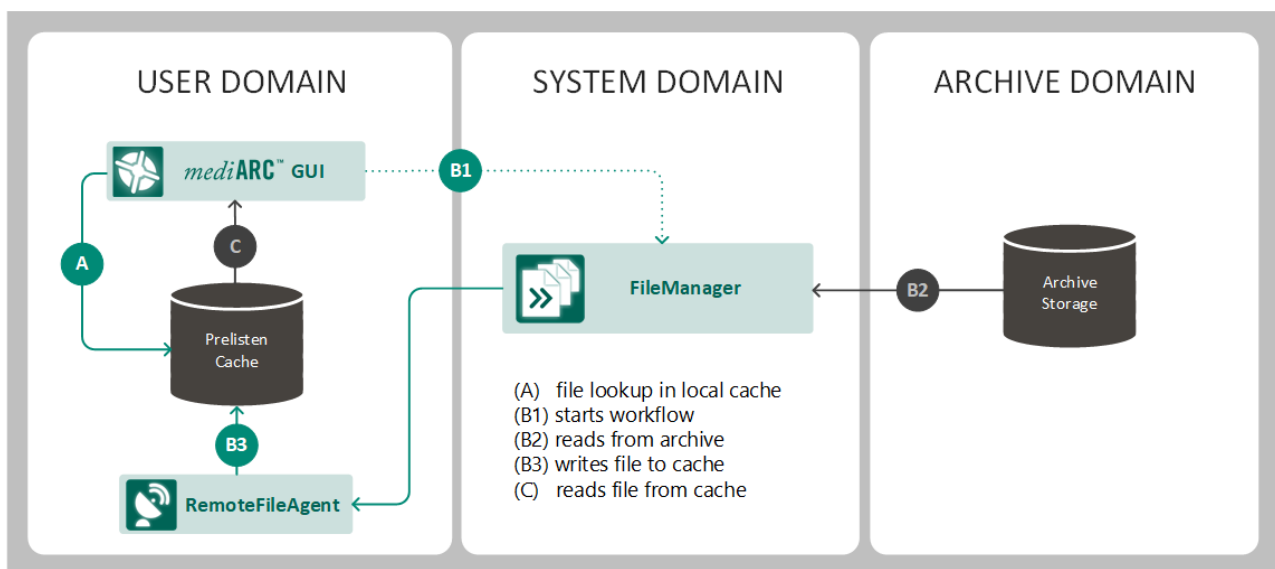 USER DOMAIN
SYSTEM DOMAIN
ARCHIVE DOMAIN
mediARC™ GUI
B1
A
C
FileManager
B2
Archive
Storage
Prelisten
Cache
B3
RemoteFileAgent
(A) file lookup in local cache
(B1) starts workflow
(B2) reads from archive
(B3) writes file to cache
(C) reads file from cache